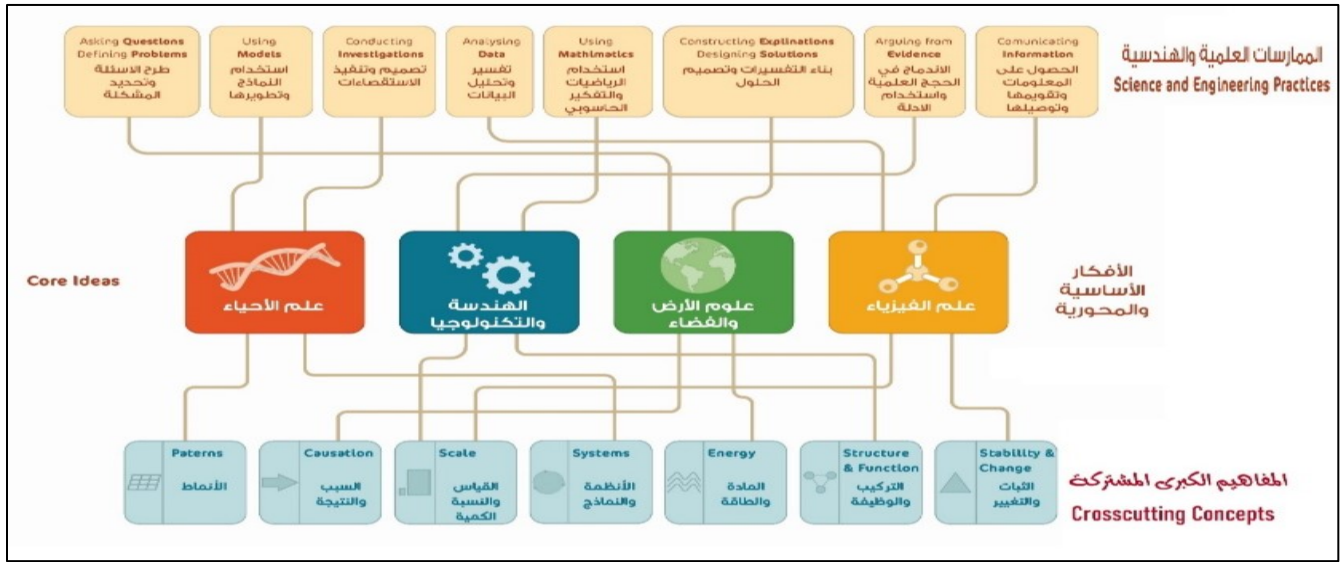 Asking Questions
Defining Problems
طرح الاسئلة
وتحديد
المشكلة
Using
Models
استخدام
النماذج
وتطويرها
Conducting
Investigations
تصميم وتنفيذ
الاستقصاءات
Analysing
Data
تفسير
وتحليل
البيانات
Using
Mathimatics
استخدام
الرياضيات
والتفكير
الحاسوبي
Constructing Explinations
Designing Solutions
بناء التفسيرات وتصميم
الحلول
Arguing from
Evidence
الاندماج في
الحجج العلمية
واستخدام
الادلة
Comunicating
Information
الحصول على
المعلومات
وتقويمها
وتوصيلها
الممارسات العلمية والهندسية
Science and Engineering Practices
Core Ideas
علم الأحياء
الهندسة
والتكنولوجيا
علوم الأرض
والفضاء
علم الفيزياء
الأفكار
الأساسية
والمحورية
Paterns
الأنماط
Causation
السبب
والنتيجة
Scale
القياس
والنسبة
الكمية
Systems
الأنظمة
والنماذج
Energy
المادة
والطاقة
Structure
& Function
التركيب
والوظيفة
Stability &
Change
الثبات
والتغيير
المفاهيم الكبرى المشتركة
Crosscutting Concepts